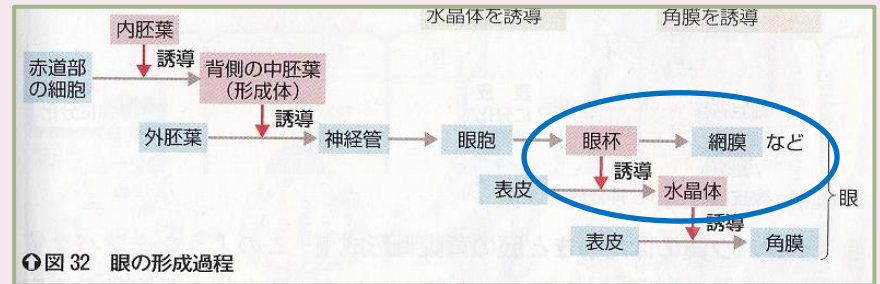 水晶体を誘導 角膜を誘導
内胚葉
誘導
赤道部
の細胞
背側の中胚葉
(形成体)
誘導
外胚葉 神経管 眼胞 眼杯 網膜 など
誘導
表皮 水晶体
眼
誘導
表皮 角膜
図32 眼の形成過程